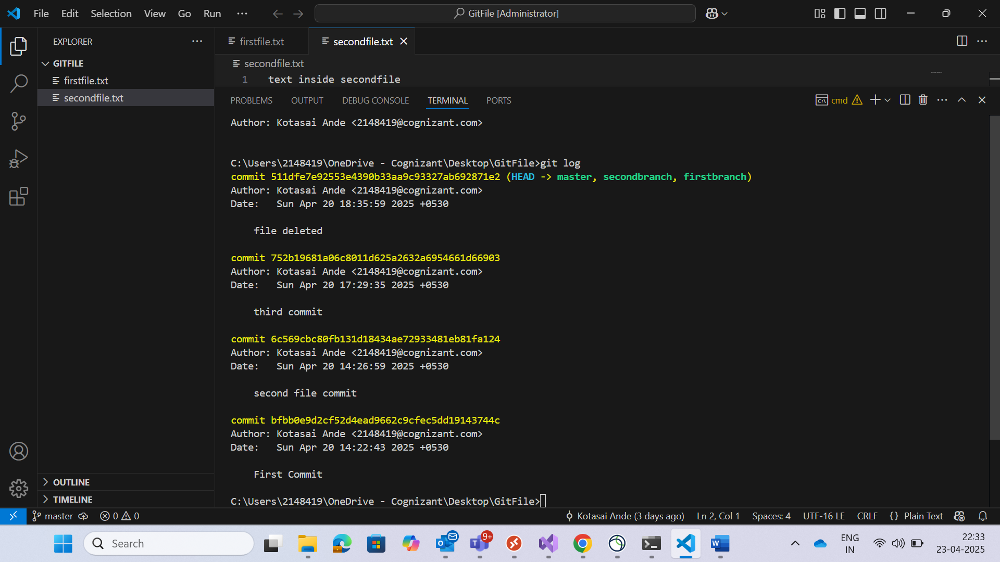 File Edit Selection View Go Run ··· GitFile [Administrator]
EXPLORER ···
firstfile.txt secondfile.txt
GITFILE
firstfile.txt
secondfile.txt
secondfile.txt
1 text inside secondfile
PROBLEMS OUTPUT DEBUG CONSOLE TERMINAL PORTS cmd
Author: Kotasai Ande <2148419@cognizant.com>
C:\Users\2148419\OneDrive - Cognizant\Desktop\GitFile>git log
commit 511dfe7e92553e4390b33aa9c93327ab692871e2 (HEAD -> master, secondbranch, firstbranch)
Author: Kotasai Ande <2148419@cognizant.com>
Date:   Sun Apr 20 18:35:59 2025 +0530
file deleted
commit 752b19681a06c8011d625a2632a6954661d66903
Author: Kotasai Ande <2148419@cognizant.com>
Date:   Sun Apr 20 17:29:35 2025 +0530
third commit
commit 6c569cbc80fb131d18434ae72933481eb81fa124
Author: Kotasai Ande <2148419@cognizant.com>
Date:   Sun Apr 20 14:26:59 2025 +0530
second file commit
commit bfbb0e9d2cf52d4ead9662c9cfec5dd19143744c
Author: Kotasai Ande <2148419@cognizant.com>
Date:   Sun Apr 20 14:22:43 2025 +0530
First Commit
C:\Users\2148419\OneDrive - Cognizant\Desktop\GitFile>
OUTLINE
TIMELINE
master 0 0 Kotasai Ande (3 days ago) Ln 2, Col 1 Spaces: 4 UTF-16 LE CRLF {} Plain Text
Search 9+ ENG IN 22:33
23-04-2025